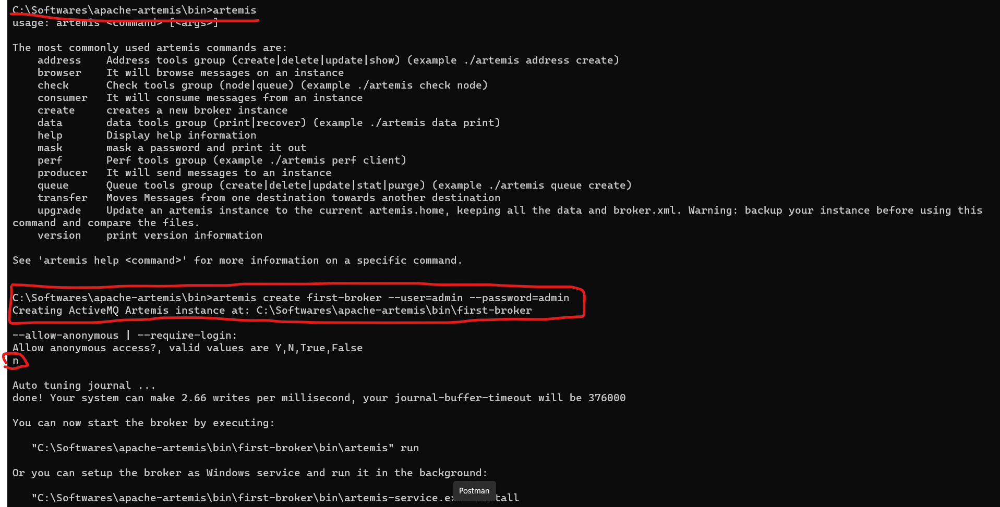 C:\Softwares\apache-artemis\bin>artemis
usage: artemis <command> [<args>]
The most commonly used artemis commands are:
address Address tools group (create|delete|update|show) (example ./artemis address create)
browser It will browse messages on an instance
check Check tools group (node|queue) (example ./artemis check node)
consumer It will consume messages from an instance
create creates a new broker instance
data data tools group (print|recover) (example ./artemis data print)
help Display help information
mask mask a password and print it out
perf Perf tools group (example ./artemis perf client)
producer It will send messages to an instance
queue Queue tools group (create|delete|update|stat|purge) (example ./artemis queue create)
transfer Moves Messages from one destination towards another destination
upgrade Update an artemis instance to the current artemis.home, keeping all the data and broker.xml. Warning: backup your instance before using this
command and compare the files.
version print version information
See 'artemis help <command>' for more information on a specific command.
C:\Softwares\apache-artemis\bin>artemis create first-broker --user=admin --password=admin
Creating ActiveMQ Artemis instance at: C:\Softwares\apache-artemis\bin\first-broker
--allow-anonymous | --require-login:
Allow anonymous access?, valid values are Y,N,True,False
n
Auto tuning journal ...
done! Your system can make 2.66 writes per millisecond, your journal-buffer-timeout will be 376000
You can now start the broker by executing:
"C:\Softwares\apache-artemis\bin\first-broker\bin\artemis" run
Or you can setup the broker as Windows service and run it in the background:
Postman
"C:\Softwares\apache-artemis\bin\first-broker\bin\artemis-service.ex